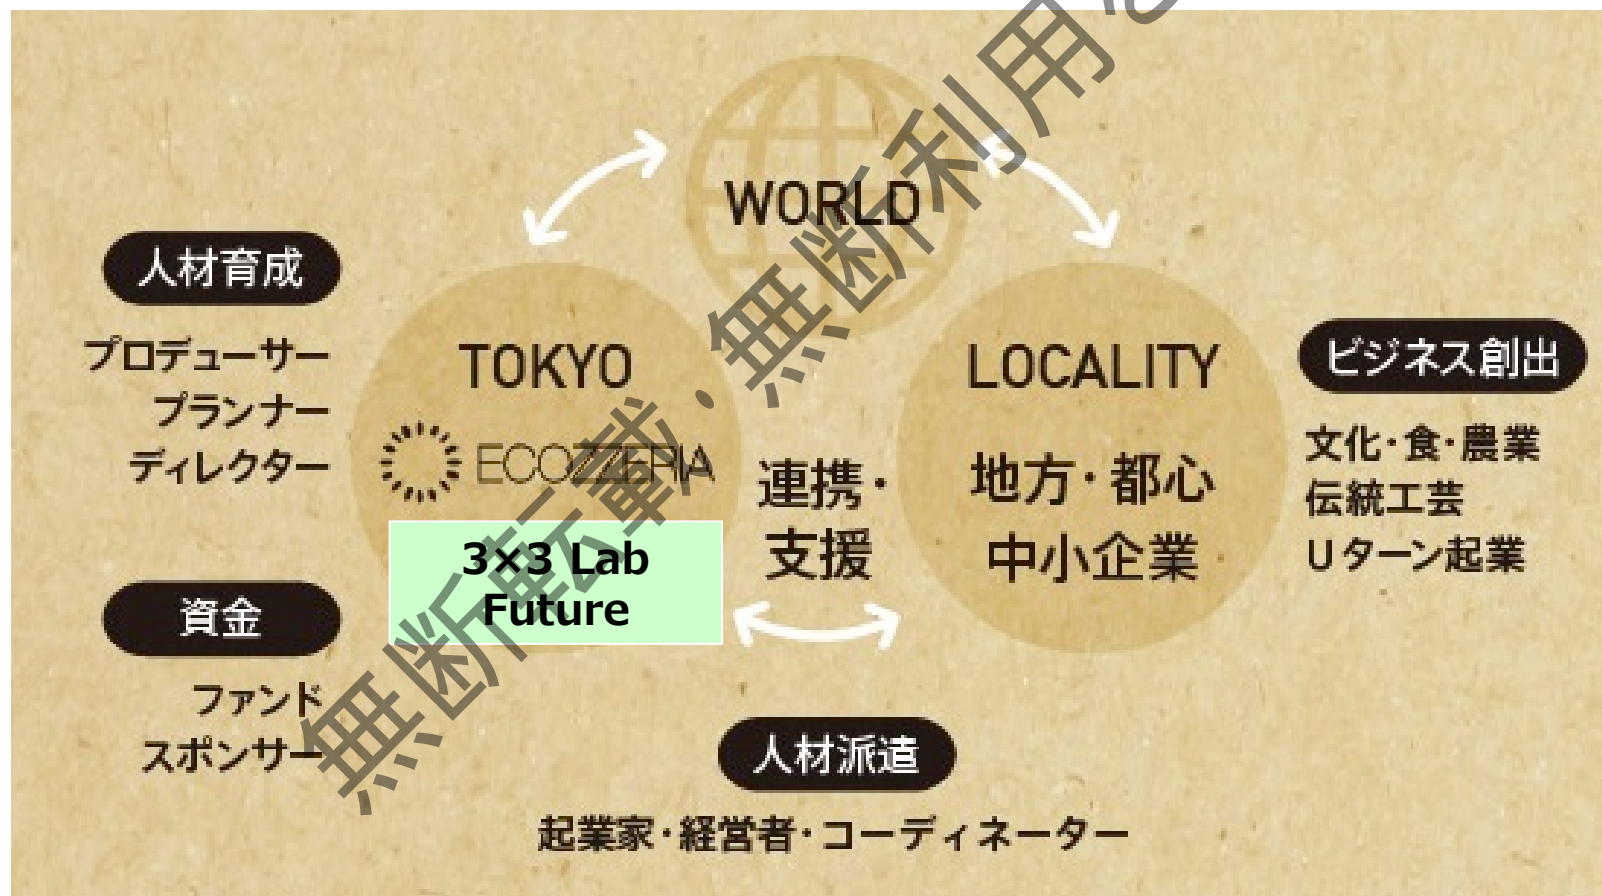 WORLD
人材育成
プロデューサー
プランナー
ディレクター
資金
ファンド
スポンサー
TOKYO
ECOZZERIA
3×3 Lab
Future
連携・
支援
LOCALITY
地方・都心
中小企業
ビジネス創出
文化・食・農業
伝統工芸
Uターン起業
人材派遣
起業家・経営者・コーディネーター
無断転載・無断利用を